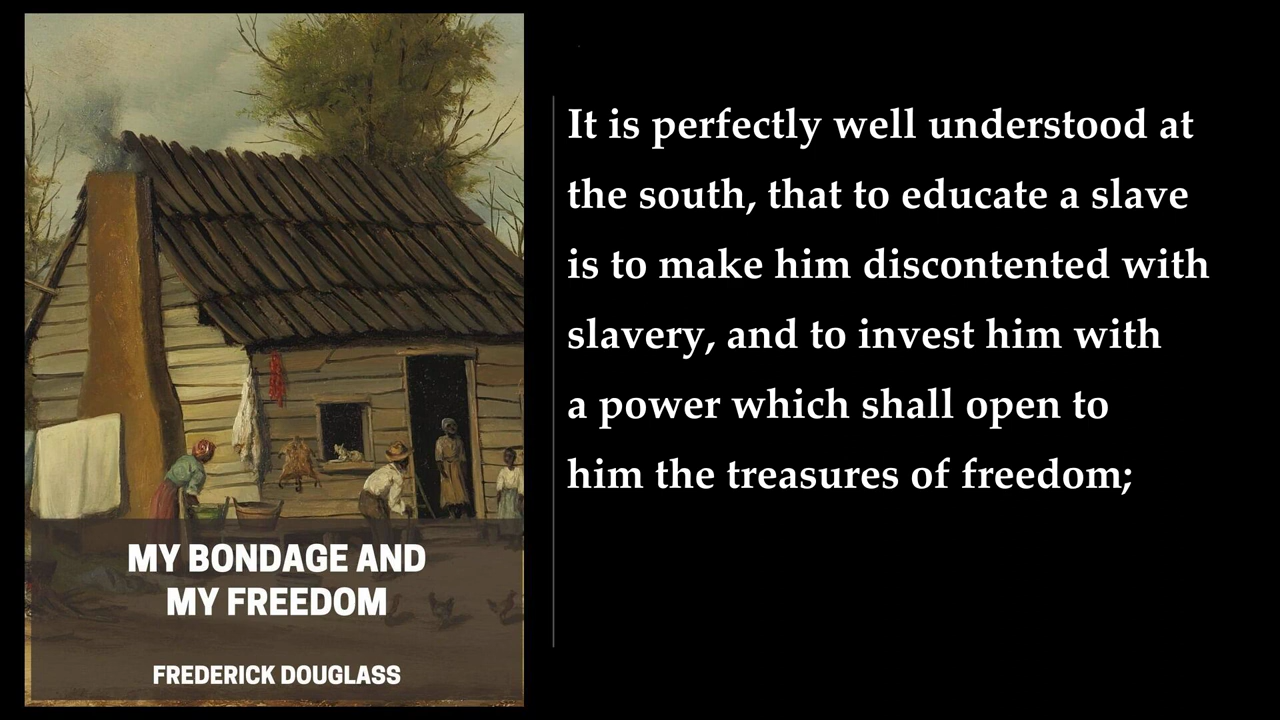 MY BONDAGE AND
MY FREEDOM
FREDERICK DOUGLASS
It is perfectly well understood at
the south, that to educate a slave
is to make him discontented with
slavery, and to invest him with
a power which shall open to
him the treasures of freedom;